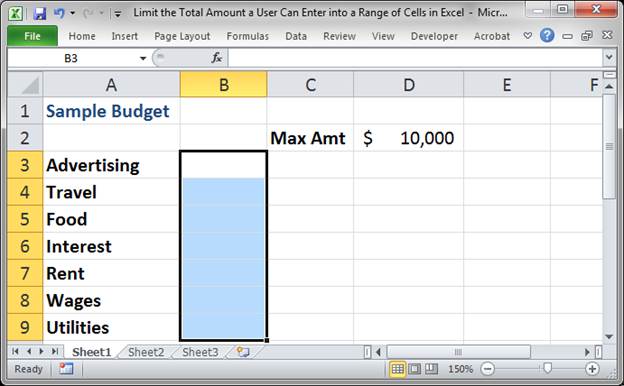 Limit the Total Amount a User Can Enter into a Range of Cells in Excel - Micr...
File Home Insert Page Layout Formulas Data Review View Developer Acrobat
B3 fx
A B C D E F
1 Sample Budget
2 Max Amt $ 10,000
3 Advertising
4 Travel
5 Food
6 Interest
7 Rent
8 Wages
9 Utilities
Sheet1 Sheet2 Sheet3
Ready 150%